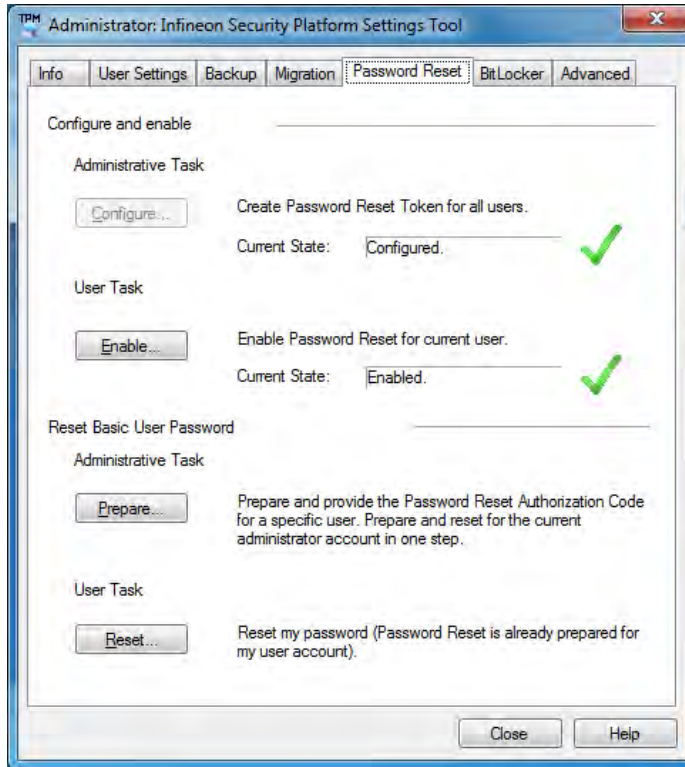 TPM Administrator: Infineon Security Platform Settings Tool
Info User Settings Backup Migration Password Reset BitLocker Advanced
Configure and enable
Administrative Task
Configure... Create Password Reset Token for all users.
Current State: Configured.
User Task
Enable... Enable Password Reset for current user.
Current State: Enabled.
Reset Basic User Password
Administrative Task
Prepare... Prepare and provide the Password Reset Authorization Code
for a specific user. Prepare and reset for the current
administrator account in one step.
User Task
Reset... Reset my password (Password Reset is already prepared for
my user account).
Close Help